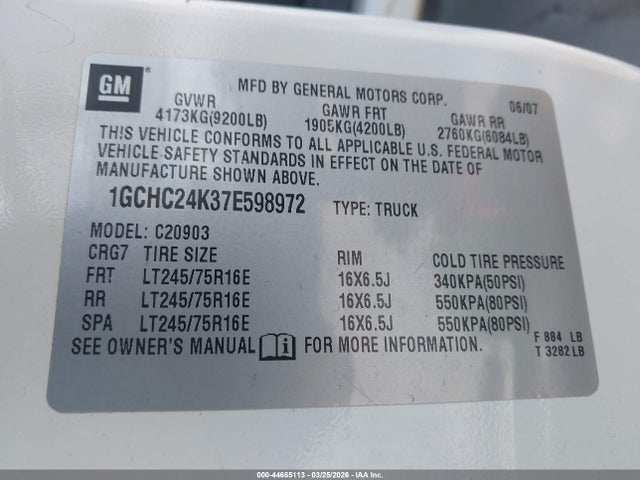 GM®
MFD BY GENERAL MOTORS CORP. 06/07
GVWR GAWR FRT GAWR RR
4173KG(9200LB) 1905KG(4200LB) 2760KG(6084LB)
THIS VEHICLE CONFORMS TO ALL APPLICABLE U.S. FEDERAL MOTOR
VEHICLE SAFETY STANDARDS IN EFFECT ON THE DATE OF
MANUFACTURE SHOWN ABOVE.
1GCHC24K37E598972 TYPE: TRUCK
MODEL: C20903
CRG7 TIRE SIZE RIM COLD TIRE PRESSURE
FRT LT245/75R16E 16X6.5J 340KPA(50PSI)
RR LT245/75R16E 16X6.5J 550KPA(80PSI)
SPA LT245/75R16E 16X6.5J 550KPA(80PSI)
SEE OWNER'S MANUAL i FOR MORE INFORMATION.
F 884 LB
T 3282 LB
000-44665113 - 03/25/2026 - IAA Inc.